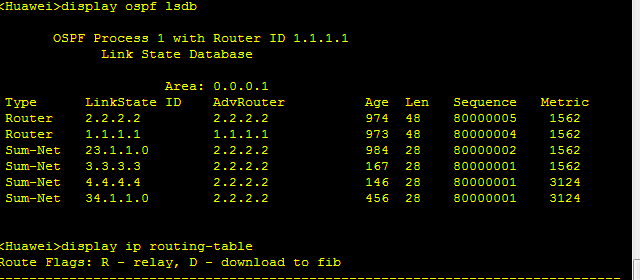 <Huawei>display ospf lsdb
OSPF Process 1 with Router ID 1.1.1.1
Link State Database
Area: 0.0.0.1
Type LinkState ID AdvRouter Age Len Sequence Metric
Router 2.2.2.2 2.2.2.2 974 48 80000005 1562
Router 1.1.1.1 1.1.1.1 973 48 80000004 1562
Sum-Net 23.1.1.0 2.2.2.2 984 28 80000002 1562
Sum-Net 3.3.3.3 2.2.2.2 167 28 80000001 1562
Sum-Net 4.4.4.4 2.2.2.2 146 28 80000001 3124
Sum-Net 34.1.1.0 2.2.2.2 456 28 80000001 3124
<Huawei>display ip routing-table
Route Flags: R - relay, D - download to fib
------------------------------------------------------------------------------